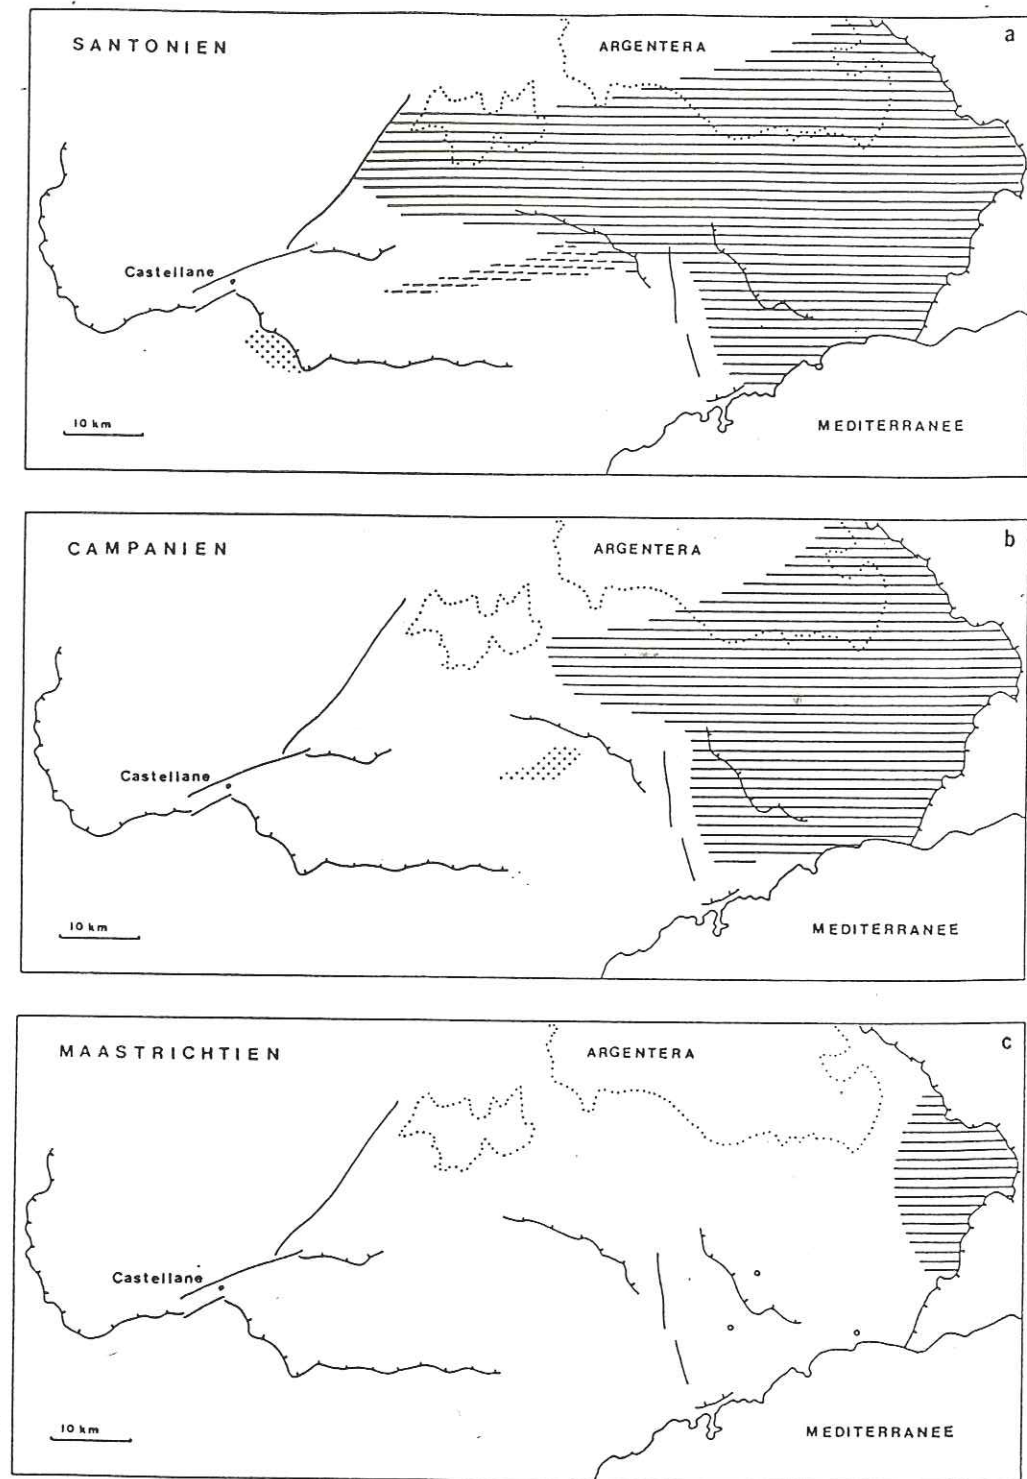 SANTONIEN
ARGENTERA
a
Castellane
10 km
MEDITERRANEE
CAMPANIEN
ARGENTERA
b
Castellane
10 km
MEDITERRANEE
MAASTRICHTIEN
ARGENTERA
c
Castellane
10 km
MEDITERRANEE